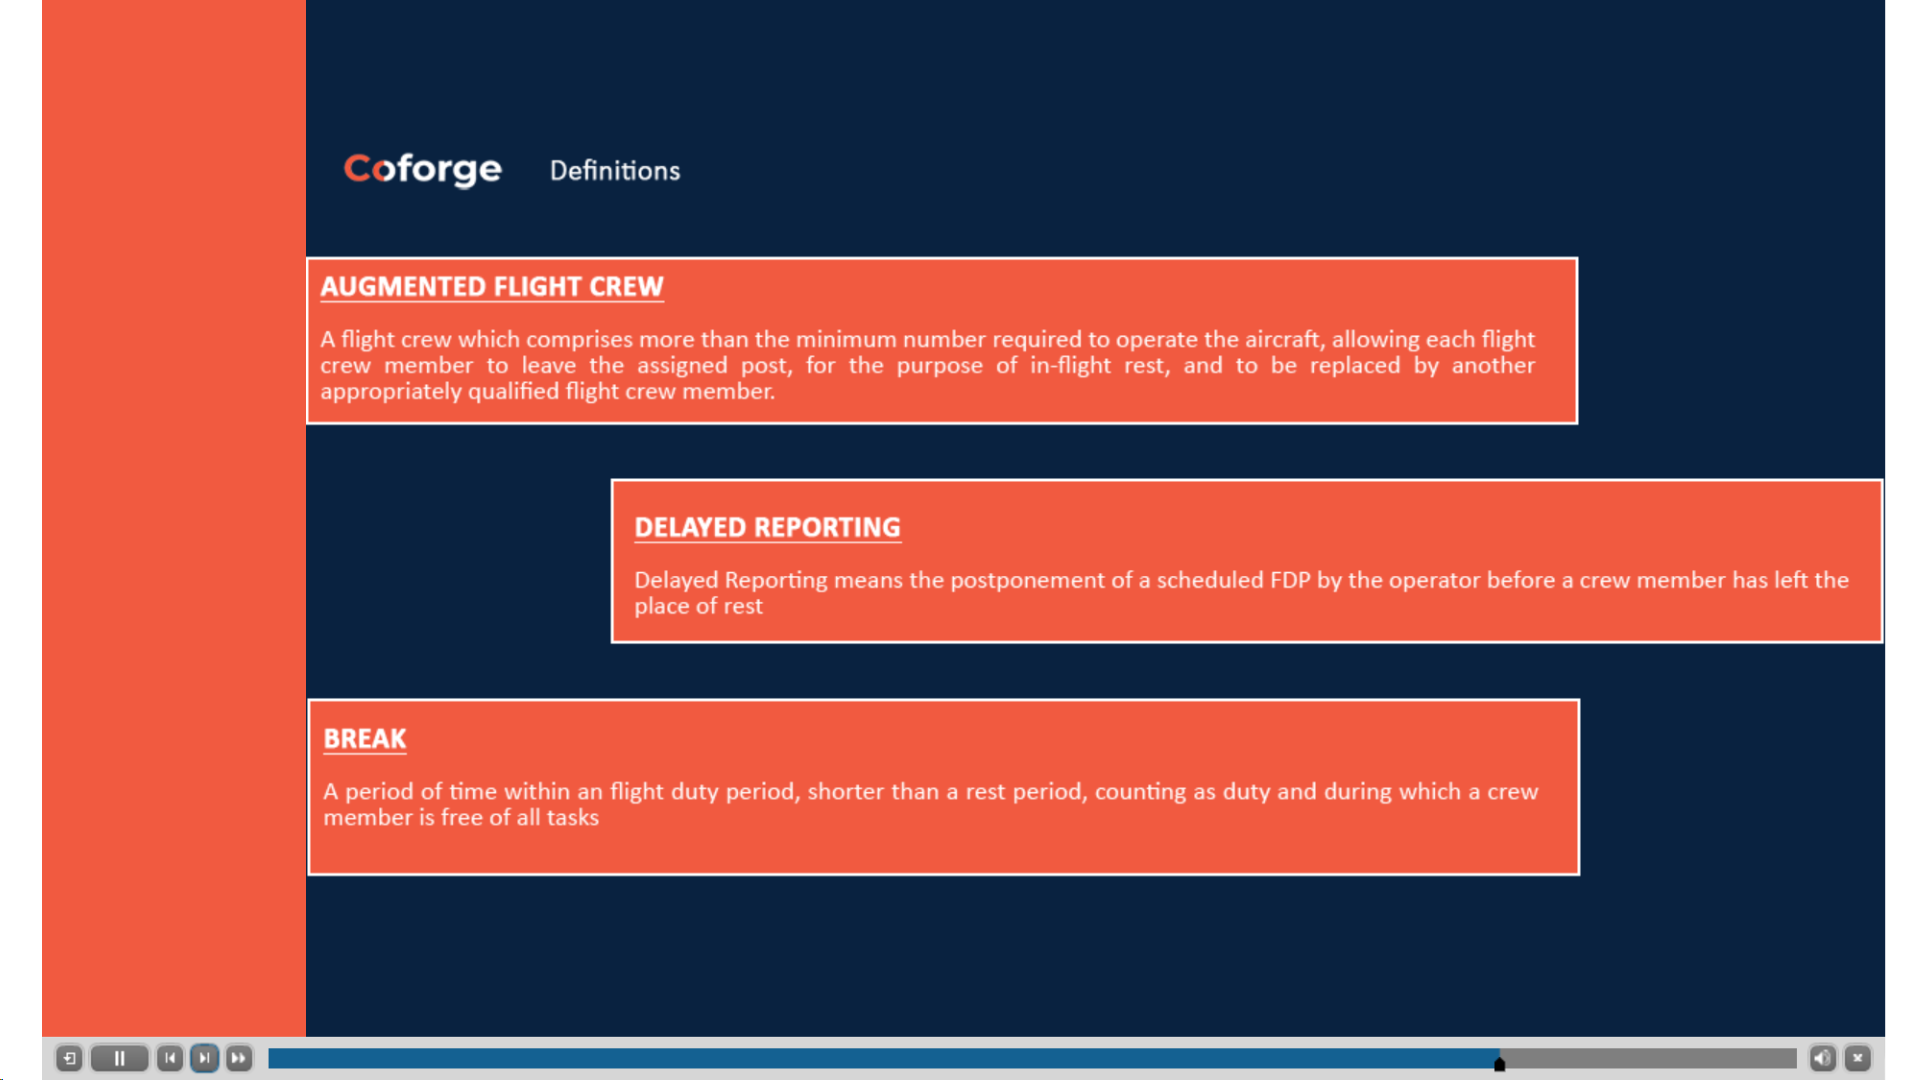 Coforge Definitions
AUGMENTED FLIGHT CREW
A flight crew which comprises more than the minimum number required to operate the aircraft, allowing each flight
crew member to leave the assigned post, for the purpose of in-flight rest, and to be replaced by another
appropriately qualified flight crew member.
DELAYED REPORTING
Delayed Reporting means the postponement of a scheduled FDP by the operator before a crew member has left the
place of rest
BREAK
A period of time within an flight duty period, shorter than a rest period, counting as duty and during which a crew
member is free of all tasks